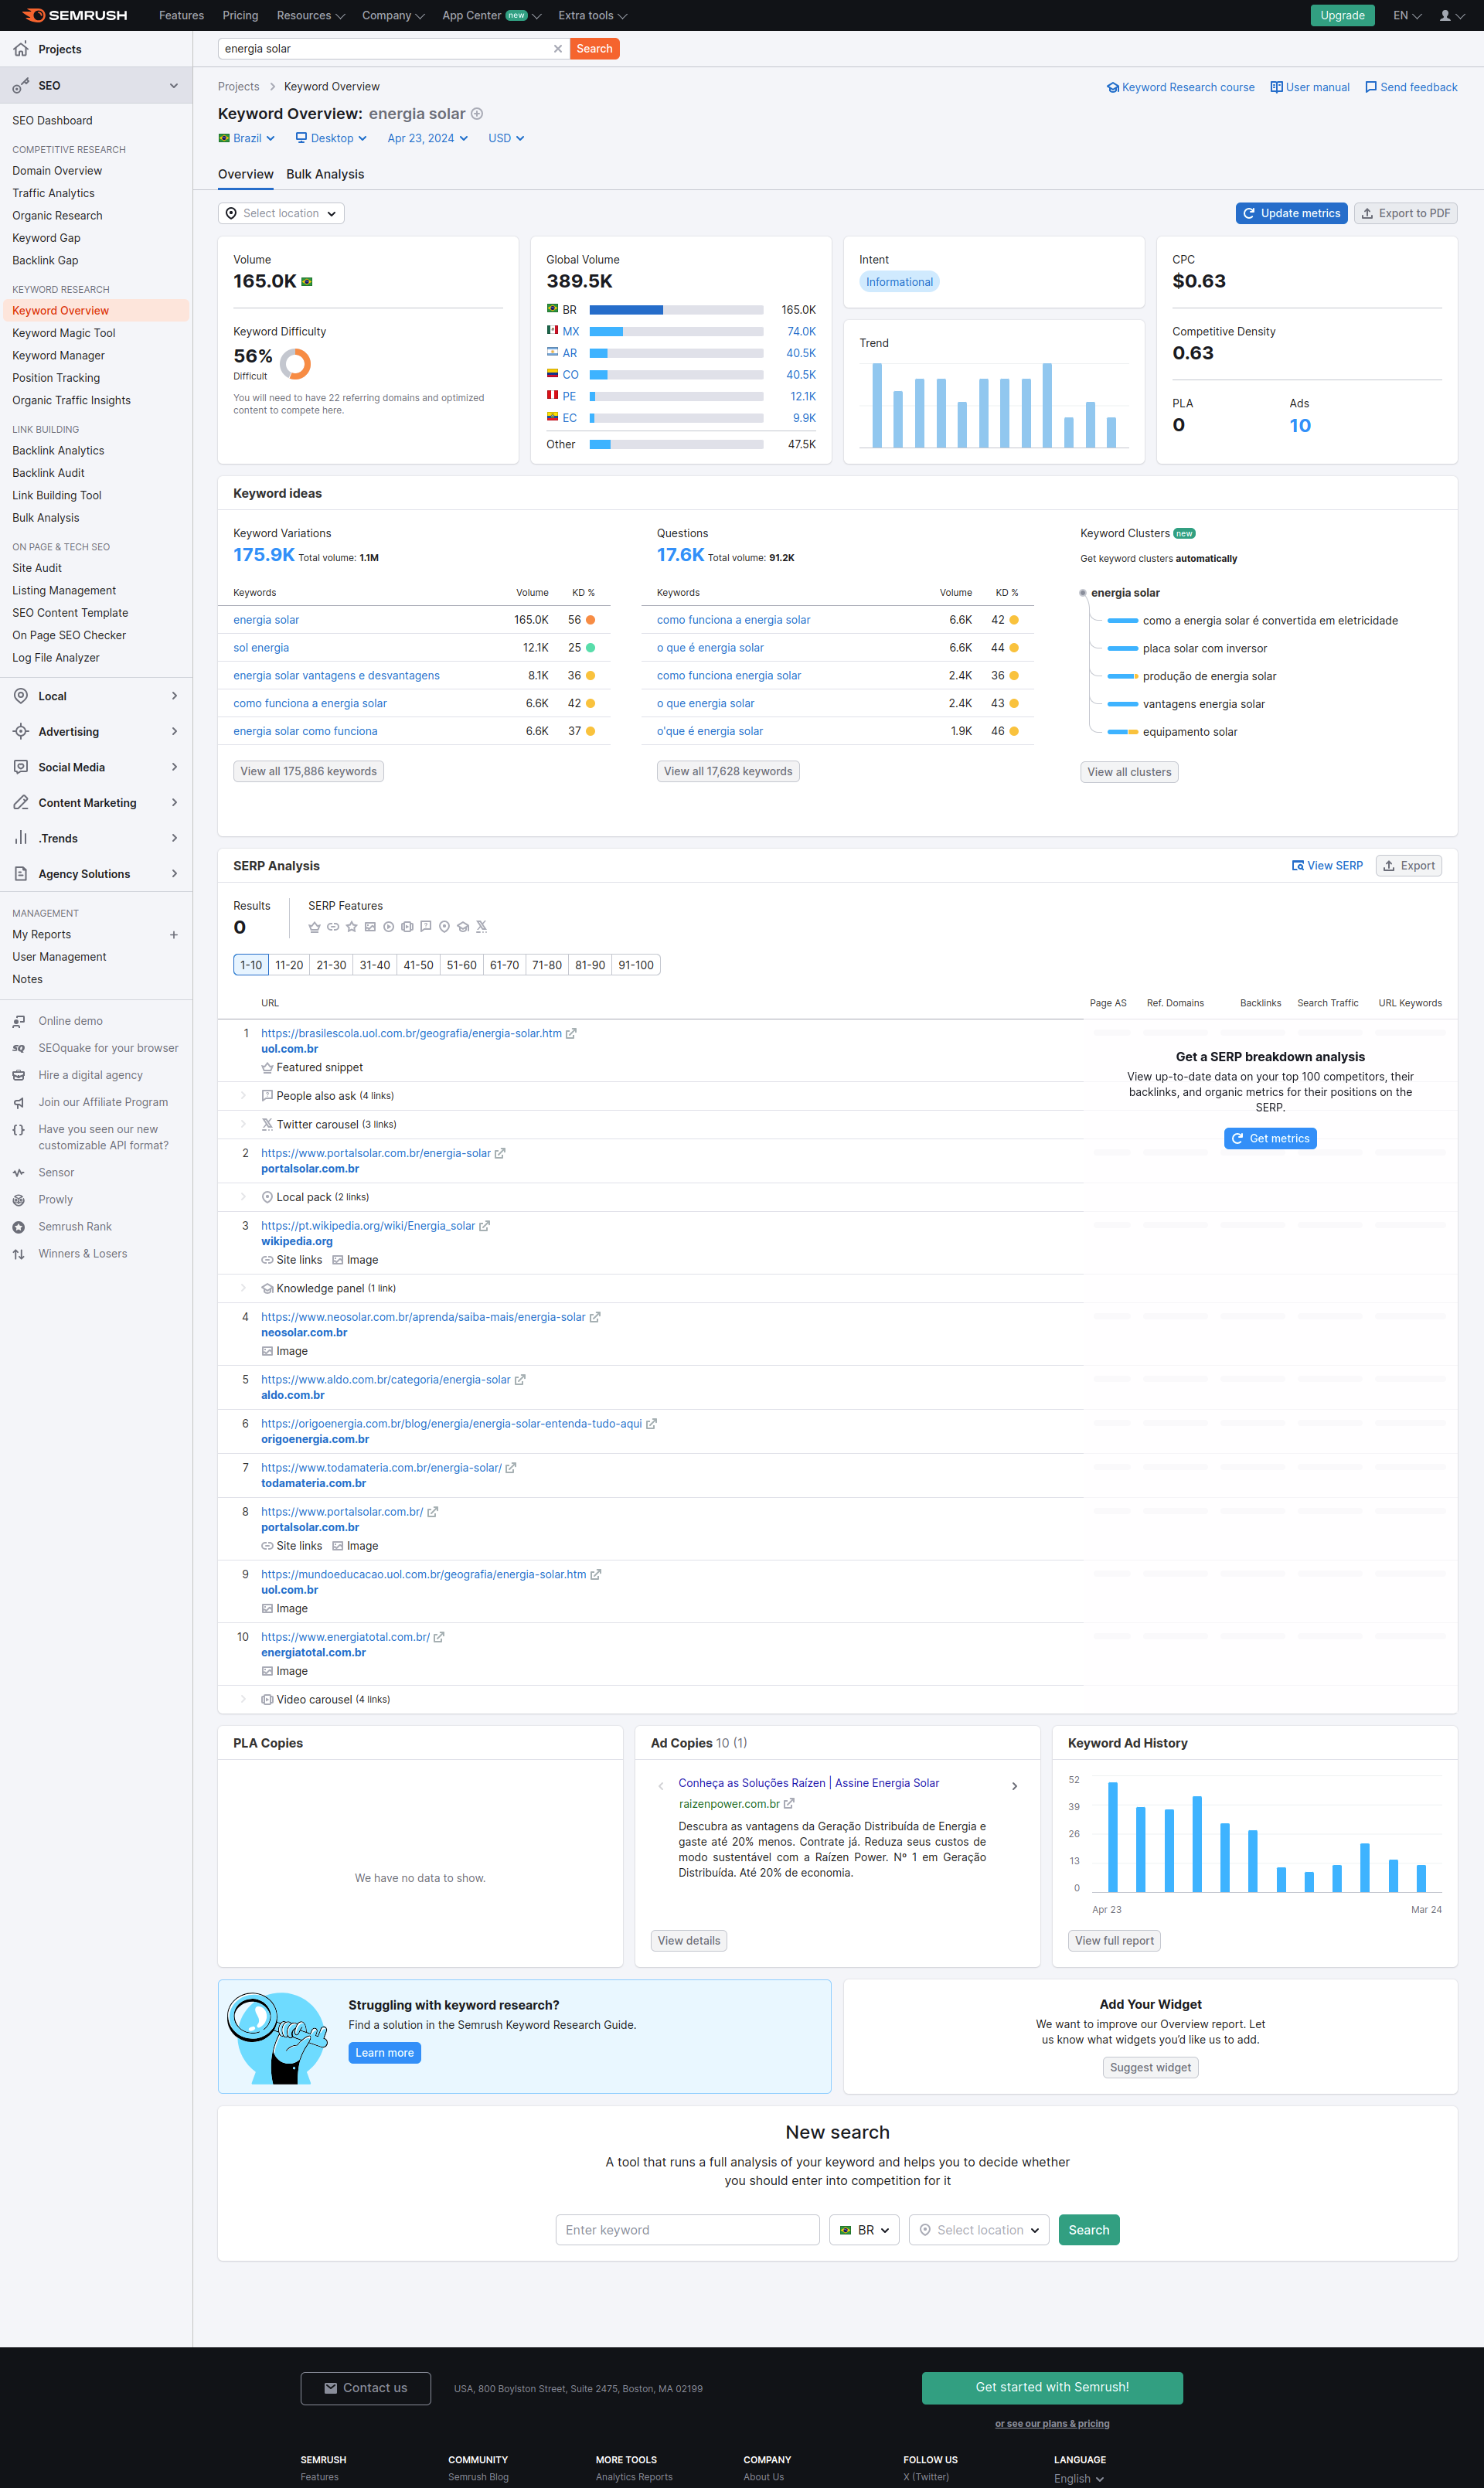 SEMRUSH
Features Pricing Resources Company App Center new Extra tools
Upgrade EN
Projects
SEO
SEO Dashboard
COMPETITIVE RESEARCH
Domain Overview
Traffic Analytics
Organic Research
Keyword Gap
Backlink Gap
KEYWORD RESEARCH
Keyword Overview
Keyword Magic Tool
Keyword Manager
Position Tracking
Organic Traffic Insights
LINK BUILDING
Backlink Analytics
Backlink Audit
Link Building Tool
Bulk Analysis
ON PAGE & TECH SEO
Site Audit
Listing Management
SEO Content Template
On Page SEO Checker
Log File Analyzer
Local
Advertising
Social Media
Content Marketing
.Trends
Agency Solutions
MANAGEMENT
My Reports +
User Management
Notes
Online demo
SEOquake for your browser
Hire a digital agency
Join our Affiliate Program
Have you seen our new
customizable API format?
Sensor
Prowly
Semrush Rank
Winners & Losers
energia solar Search
Projects > Keyword Overview
Keyword Research course User manual Send feedback
Keyword Overview: energia solar
Brazil Desktop Apr 23, 2024 USD
Overview Bulk Analysis
Select location
Update metrics Export to PDF
Volume
165.0K
Keyword Difficulty
56%
Difficult
You will need to have 22 referring domains and optimized
content to compete here.
Global Volume
389.5K
BR 165.0K
MX 74.0K
AR 40.5K
CO 40.5K
PE 12.1K
EC 9.9K
Other 47.5K
Intent
Informational
Trend
CPC
$0.63
Competitive Density
0.63
PLA Ads
0 10
Keyword ideas
Keyword Variations
175.9K Total volume: 1.1M
Keywords Volume KD %
energia solar 165.0K 56
sol energia 12.1K 25
energia solar vantagens e desvantagens 8.1K 36
como funciona a energia solar 6.6K 42
energia solar como funciona 6.6K 37
View all 175,886 keywords
Questions
17.6K Total volume: 91.2K
Keywords Volume KD %
como funciona a energia solar 6.6K 42
o que é energia solar 6.6K 44
como funciona energia solar 2.4K 36
o que energia solar 2.4K 43
o'que é energia solar 1.9K 46
View all 17,628 keywords
Keyword Clusters new
Get keyword clusters automatically
energia solar
como a energia solar é convertida em eletricidade
placa solar com inversor
produção de energia solar
vantagens energia solar
equipamento solar
View all clusters
SERP Analysis
View SERP Export
Results SERP Features
0
1-10 11-20 21-30 31-40 41-50 51-60 61-70 71-80 81-90 91-100
URL Page AS Ref. Domains Backlinks Search Traffic URL Keywords
1 https://brasilescola.uol.com.br/geografia/energia-solar.htm
uol.com.br
Featured snippet
People also ask (4 links)
Twitter carousel (3 links)
2 https://www.portalsolar.com.br/energia-solar
portalsolar.com.br
Local pack (2 links)
3 https://pt.wikipedia.org/wiki/Energia_solar
wikipedia.org
Site links Image
Knowledge panel (1 link)
4 https://www.neosolar.com.br/aprenda/saiba-mais/energia-solar
neosolar.com.br
Image
5 https://www.aldo.com.br/categoria/energia-solar
aldo.com.br
6 https://origoenergia.com.br/blog/energia/energia-solar-entenda-tudo-aqui
origoenergia.com.br
7 https://www.todamateria.com.br/energia-solar/
todamateria.com.br
8 https://www.portalsolar.com.br/
portalsolar.com.br
Site links Image
9 https://mundoeducacao.uol.com.br/geografia/energia-solar.htm
uol.com.br
Image
10 https://www.energiatotal.com.br/
energiatotal.com.br
Image
Video carousel (4 links)
Get a SERP breakdown analysis
View up-to-date data on your top 100 competitors, their
backlinks, and organic metrics for their positions on the
SERP.
Get metrics
PLA Copies
We have no data to show.
Ad Copies 10 (1)
Conheça as Soluções Raízen | Assine Energia Solar
raizenpower.com.br
Descubra as vantagens da Geração Distribuída de Energia e
gaste até 20% menos. Contrate já. Reduza seus custos de
modo sustentável com a Raízen Power. Nº 1 em Geração
Distribuída. Até 20% de economia.
View details
Keyword Ad History
52
39
26
13
0
Apr 23 Mar 24
View full report
Struggling with keyword research?
Find a solution in the Semrush Keyword Research Guide.
Learn more
Add Your Widget
We want to improve our Overview report. Let
us know what widgets you'd like us to add.
Suggest widget
New search
A tool that runs a full analysis of your keyword and helps you to decide whether
you should enter into competition for it
Enter keyword BR Select location Search
Contact us USA, 800 Boylston Street, Suite 2475, Boston, MA 02199 Get started with Semrush!
or see our plans & pricing
SEMRUSH COMMUNITY MORE TOOLS COMPANY FOLLOW US LANGUAGE
Features Semrush Blog Analytics Reports About Us X (Twitter) English